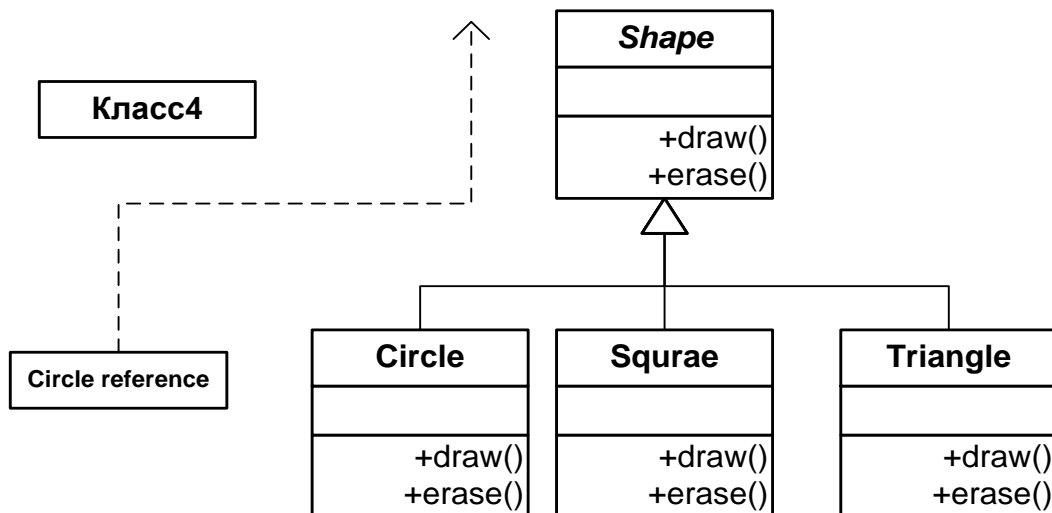 Shape
+draw()
+erase()
Класс4
Circle reference
Circle
+draw()
+erase()
Squrae
+draw()
+erase()
Triangle
+draw()
+erase()